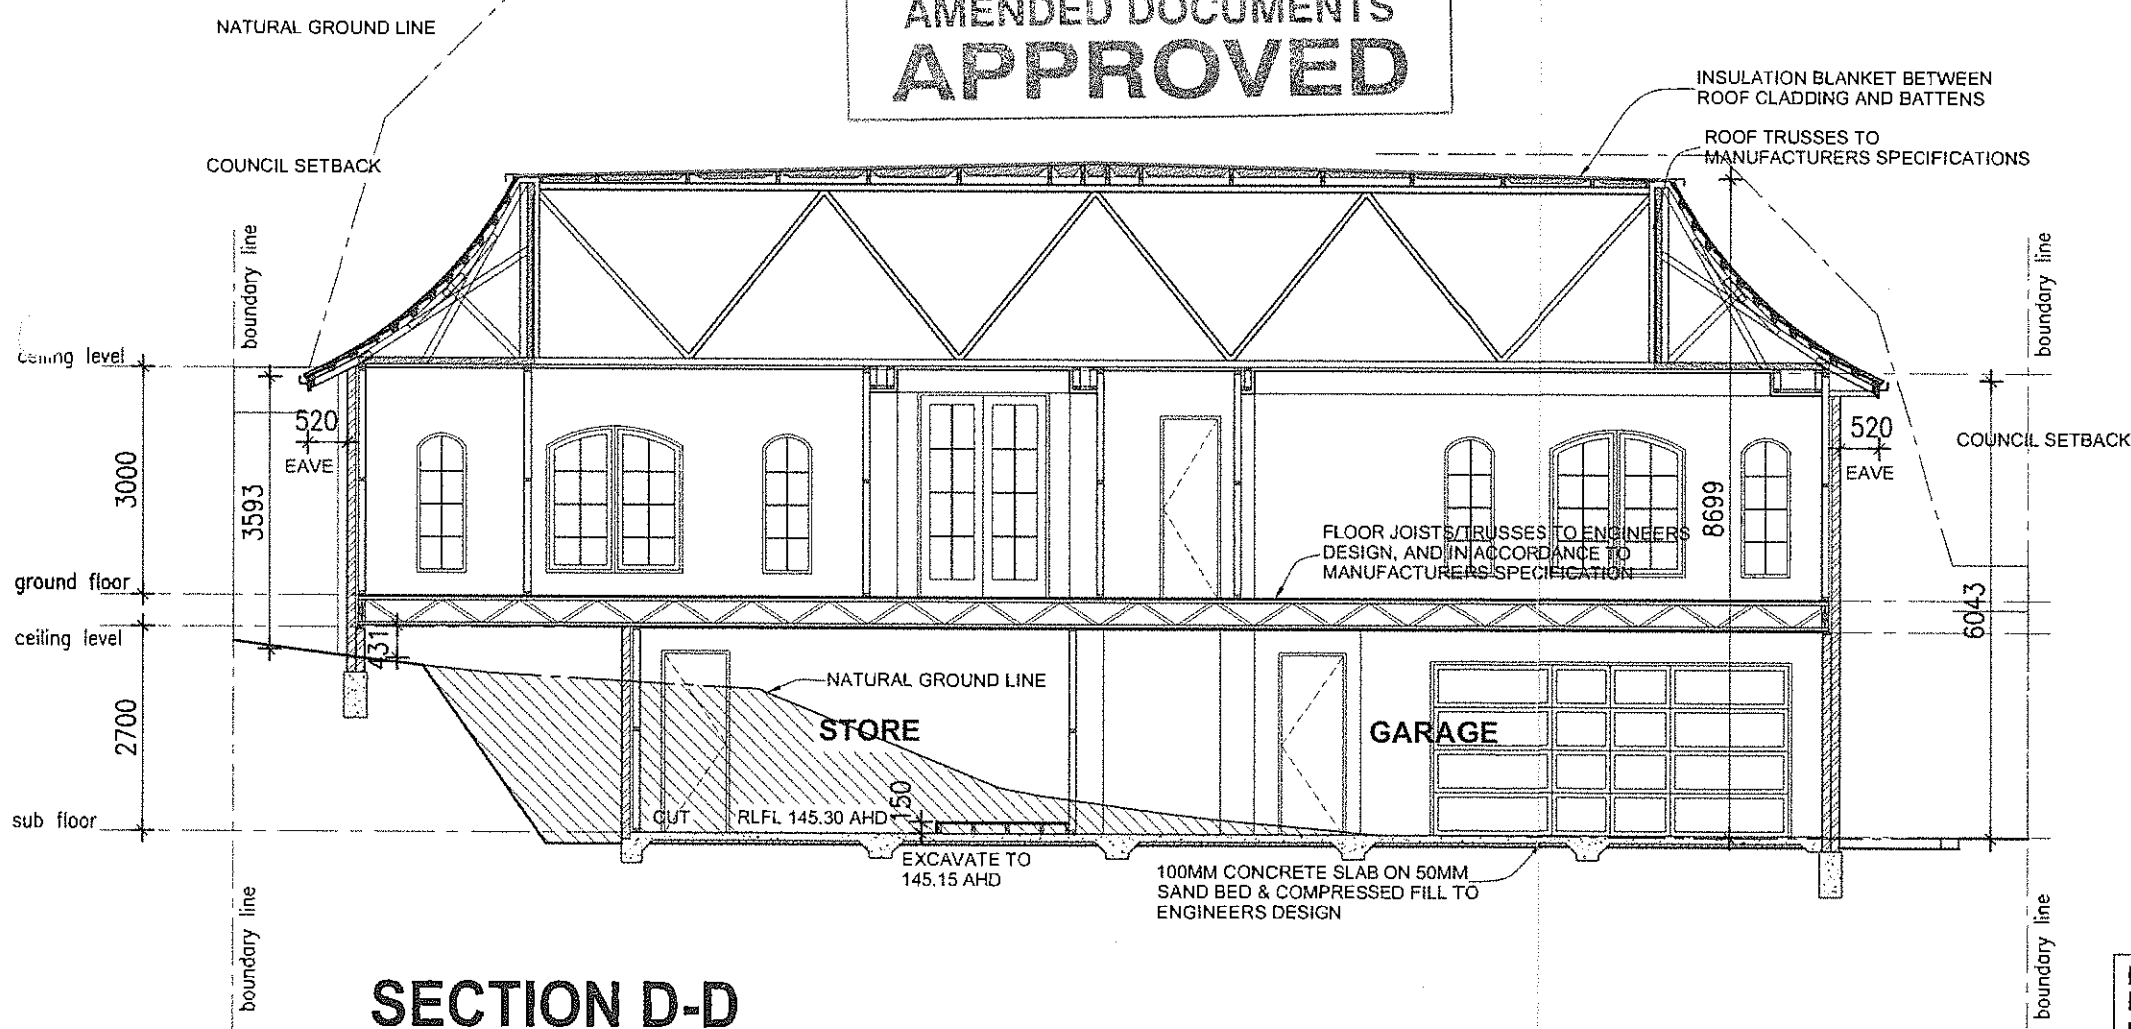 AMENDED DOCUMENTS
APPROVED
NATURAL GROUND LINE
INSULATION BLANKET BETWEEN
ROOF CLADDING AND BATTENS
ROOF TRUSSES TO
MANUFACTURERS SPECIFICATIONS
COUNCIL SETBACK
boundary line
boundary line
ceiling level
520
EAVE
3000
3593
520
EAVE
COUNCIL SETBACK
8699
FLOOR JOISTS/TRUSSES TO ENGINEERS
DESIGN, AND IN ACCORDANCE TO
MANUFACTURERS SPECIFICATION
ground floor
6043
ceiling level
431
NATURAL GROUND LINE
2700
STORE
GARAGE
sub floor
CUT
RLFL 145.30 AHD
150
EXCAVATE TO
145.15 AHD
100MM CONCRETE SLAB ON 50MM
SAND BED & COMPRESSED FILL TO
ENGINEERS DESIGN
boundary line
boundary line
SECTION D-D